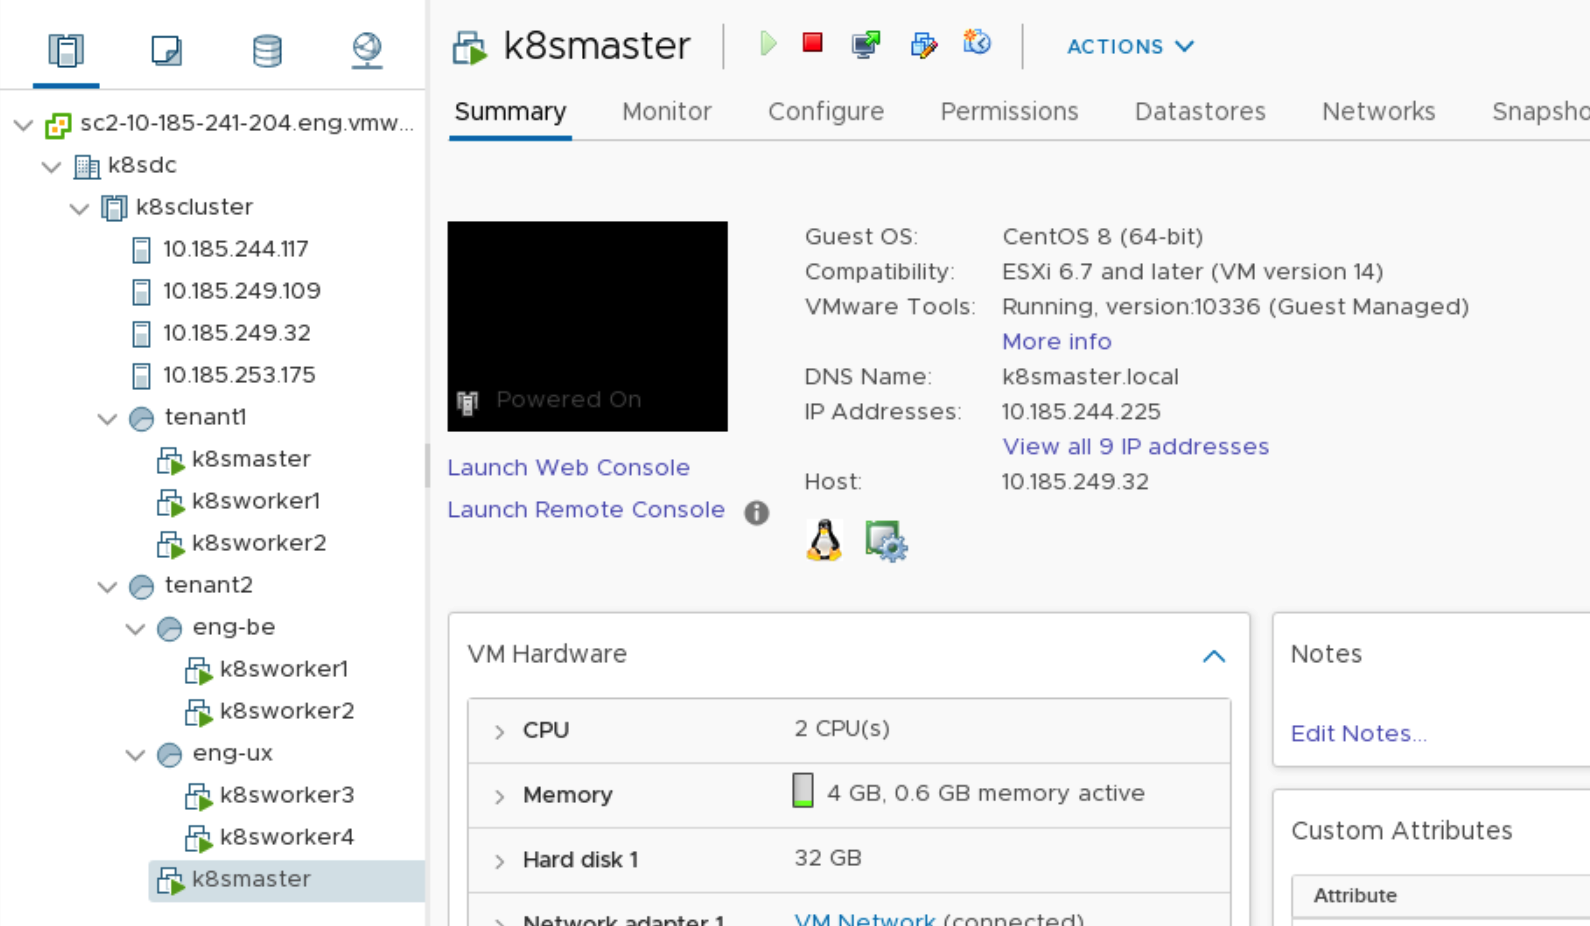 sc2-10-185-241-204.eng.vmw...
k8sdc
k8scluster
10.185.244.117
10.185.249.109
10.185.249.32
10.185.253.175
tenant1
k8smaster
k8sworker1
k8sworker2
tenant2
eng-be
k8sworker1
k8sworker2
eng-ux
k8sworker3
k8sworker4
k8smaster
k8smaster
ACTIONS
Summary Monitor Configure Permissions Datastores Networks Snapsho
Powered On
Launch Web Console
Launch Remote Console
Guest OS: CentOS 8 (64-bit)
Compatibility: ESXi 6.7 and later (VM version 14)
VMware Tools: Running, version:10336 (Guest Managed)
More info
DNS Name: k8smaster.local
IP Addresses: 10.185.244.225
View all 9 IP addresses
Host: 10.185.249.32
VM Hardware
CPU 2 CPU(s)
Memory 4 GB, 0.6 GB memory active
Hard disk 1 32 GB
Network adapter 1 VM Network (connected)
Notes
Edit Notes...
Custom Attributes
Attribute